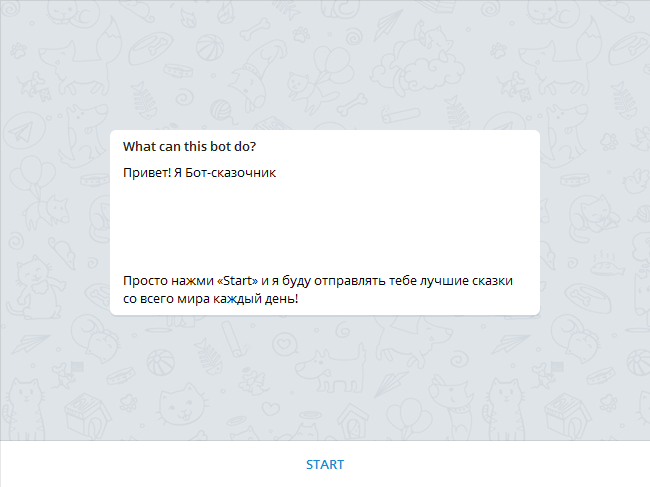 What can this bot do?
Привет! Я Бот-сказочник
Просто нажми «Start» и я буду отправлять тебе лучшие сказки
со всего мира каждый день!
START